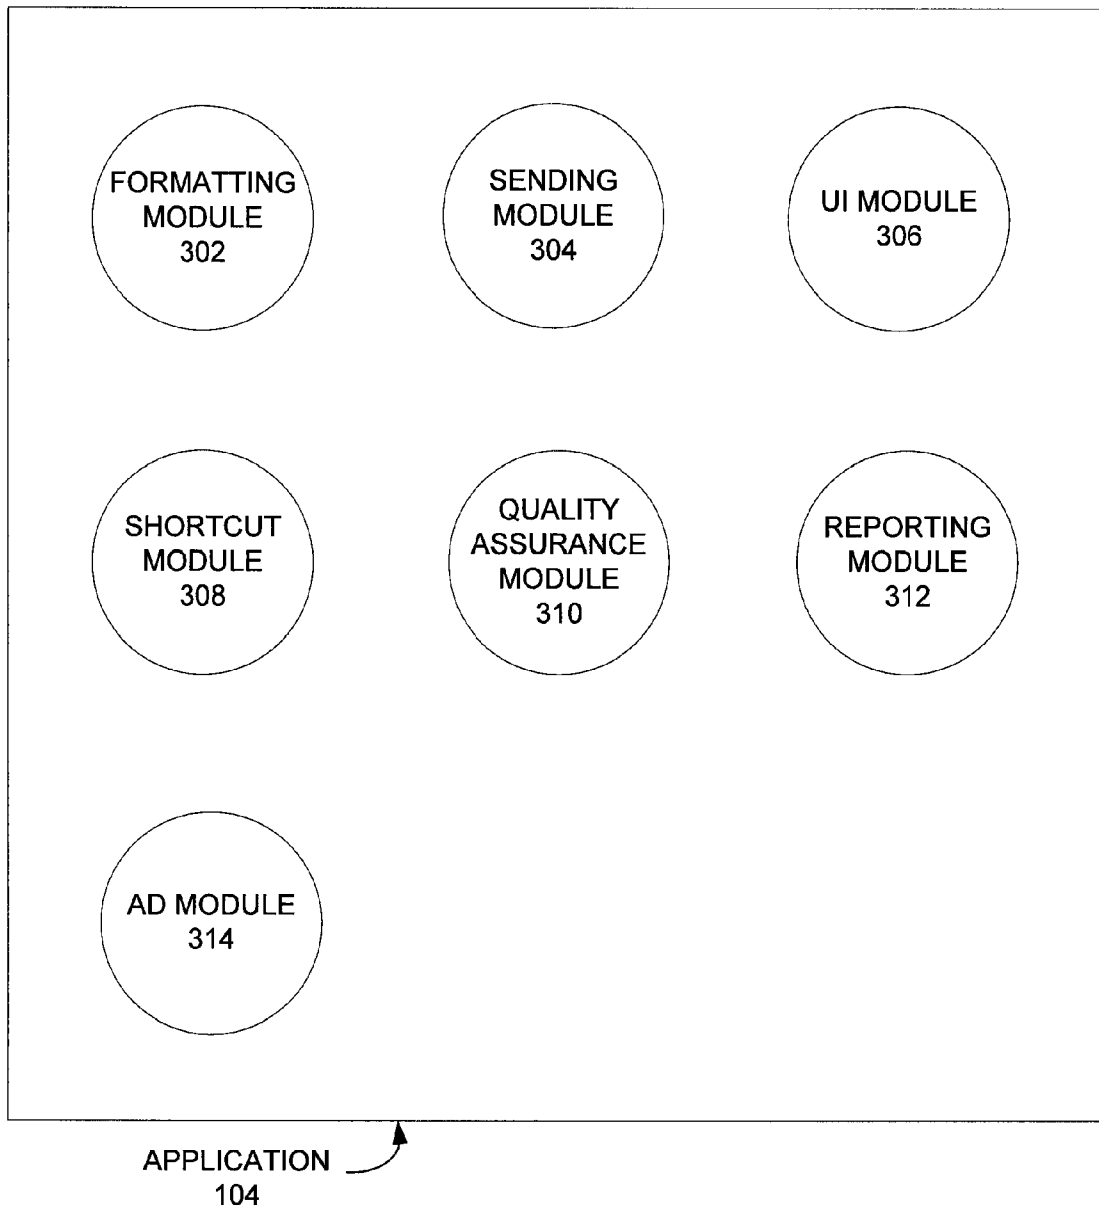 FORMATTING
MODULE
302
SENDING
MODULE
304
UI MODULE
306
SHORTCUT
MODULE
308
QUALITY
ASSURANCE
MODULE
310
REPORTING
MODULE
312
AD MODULE
314
APPLICATION
104